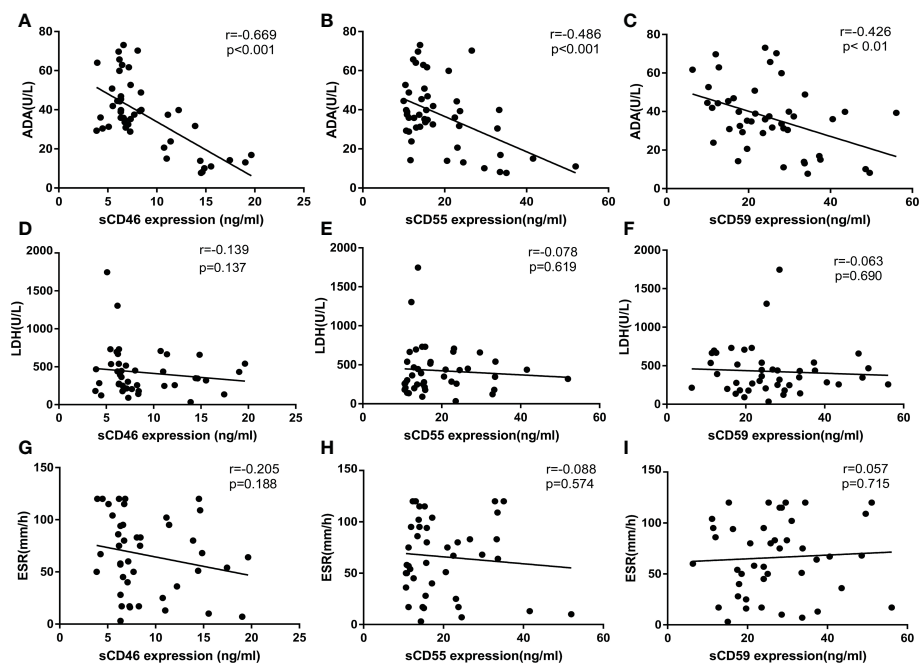 A
r=-0.669
p<0.001
ADA(U/L)
80
60
40
20
0
0 5 10 15 20 25
sCD46 expression (ng/ml)
B
r=-0.486
p<0.001
ADA(U/L)
80
60
40
20
0
0 20 40 60
sCD55 expression (ng/ml)
C
r=-0.426
p< 0.01
ADA(U/L)
80
60
40
20
0
0 20 40 60
sCD59 expression (ng/ml)
D
r=-0.139
p=0.137
LDH(U/L)
2000
1500
1000
500
0
0 5 10 15 20 25
sCD46 expression (ng/ml)
E
r=-0.078
p=0.619
LDH(U/L)
2000
1500
1000
500
0
0 20 40 60
sCD55 expression(ng/ml)
F
r=-0.063
p=0.690
LDH(U/L)
2000
1500
1000
500
0
0 20 40 60
sCD59 expression(ng/ml)
G
r=-0.205
p=0.188
ESR(mm/h)
150
100
50
0
0 5 10 15 20 25
sCD46 expression (ng/ml)
H
r=-0.088
p=0.574
ESR(mm/h)
150
100
50
0
0 20 40 60
sCD55 expression(ng/ml)
I
r=0.057
p=0.715
ESR(mm/h)
150
100
50
0
0 20 40 60
sCD59 expression(ng/ml)